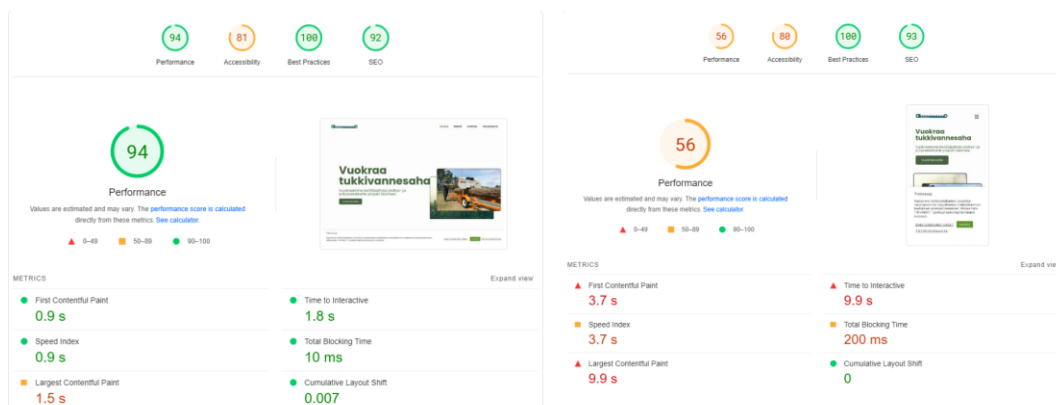 94
81
100
92
Performance
Accessibility
Best Practices
SEO
94
Performance
Values are estimated and may vary. The performance score is calculated
directly from these metrics. See calculator.
0–49
50–89
90–100
Vuokraa
tukkivannesaha
METRICS
Expand view
First Contentful Paint
0.9 s
Time to Interactive
1.8 s
Speed Index
0.9 s
Total Blocking Time
10 ms
Largest Contentful Paint
1.5 s
Cumulative Layout Shift
0.007
56
80
100
93
Performance
Accessibility
Best Practices
SEO
56
Performance
Values are estimated and may vary. The performance score is calculated
directly from these metrics. See calculator.
0–49
50–89
90–100
Vuokraa
tukkivannesaha
METRICS
Expand vie
First Contentful Paint
3.7 s
Time to Interactive
9.9 s
Speed Index
3.7 s
Total Blocking Time
200 ms
Largest Contentful Paint
9.9 s
Cumulative Layout Shift
0